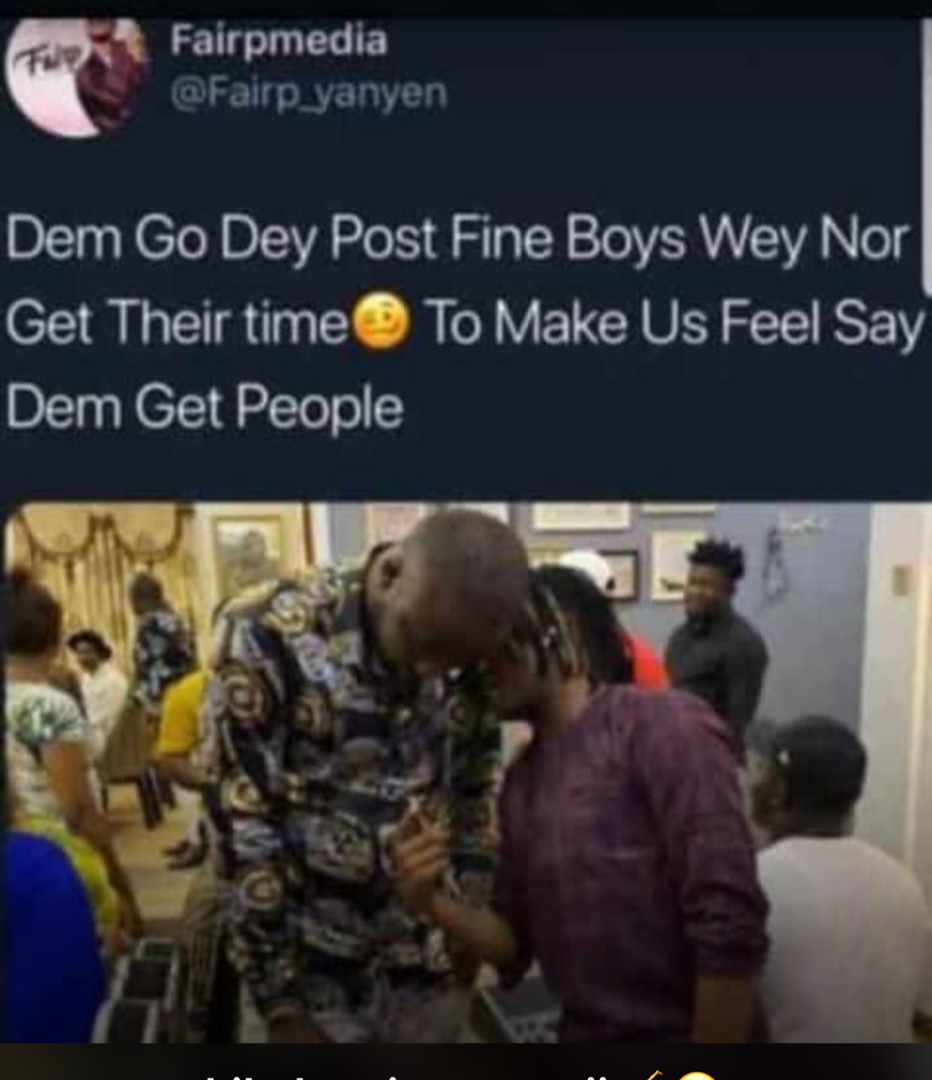 Fairpmedia
@Fairp_yanyen
Dem Go Dey Post Fine Boys Wey Nor
Get Their time🥴 To Make Us Feel Say
Dem Get People